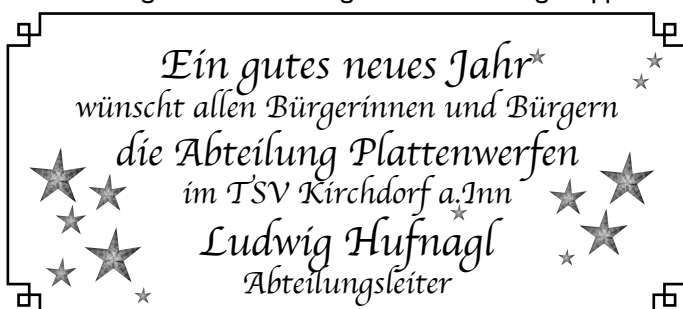 Ein gutes neues Jahr
wünscht allen Bürgerinnen und Bürgern
die Abteilung Plattenwerfen
im TSV Kirchdorf a.Inn
Ludwig Hufnagl
Abteilungsleiter